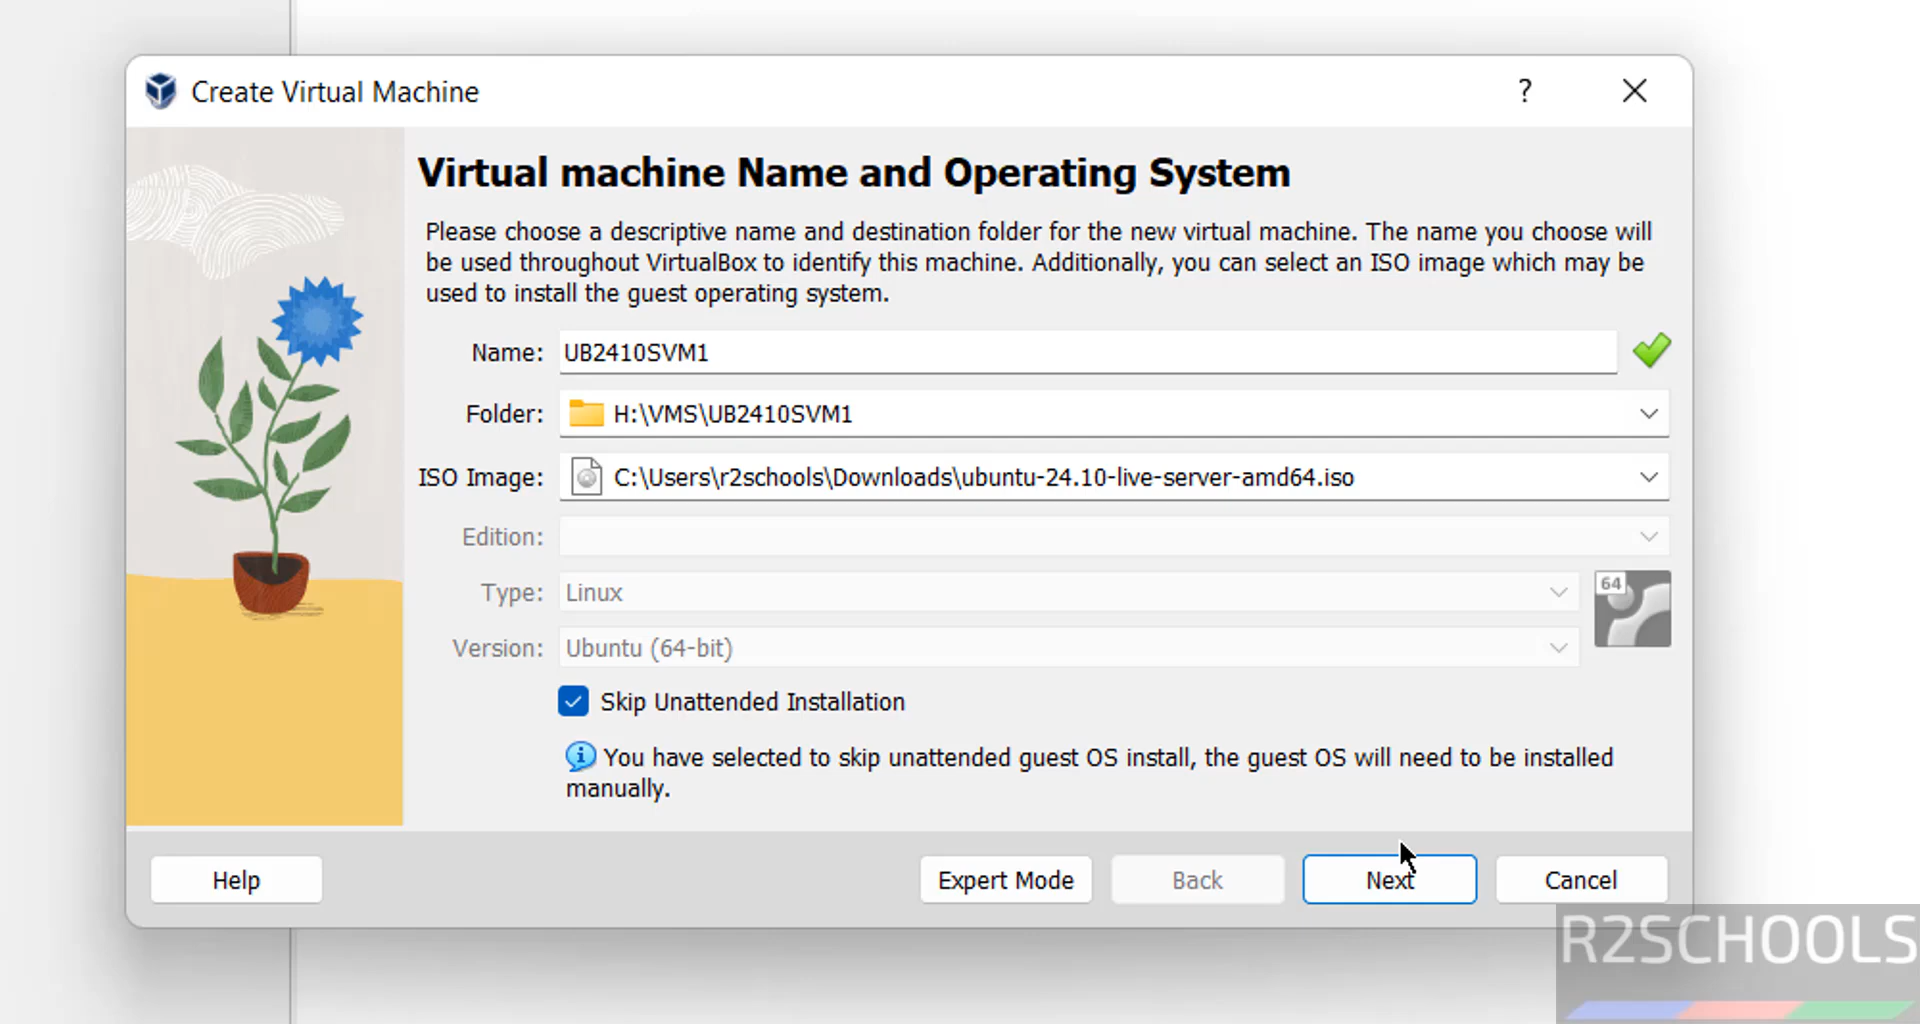 Create Virtual Machine
?
Virtual machine Name and Operating System
Please choose a descriptive name and destination folder for the new virtual machine. The name you choose will
be used throughout VirtualBox to identify this machine. Additionally, you can select an ISO image which may be
used to install the guest operating system.
Name: UB2410SVM1
Folder: H:\VMS\UB2410SVM1
ISO Image: C:\Users\r2schools\Downloads\ubuntu-24.10-live-server-amd64.iso
Edition:
Type: Linux
64
Version: Ubuntu (64-bit)
Skip Unattended Installation
You have selected to skip unattended guest OS install, the guest OS will need to be installed
manually.
Help Expert Mode Back Next Cancel
R2SCHOOLS